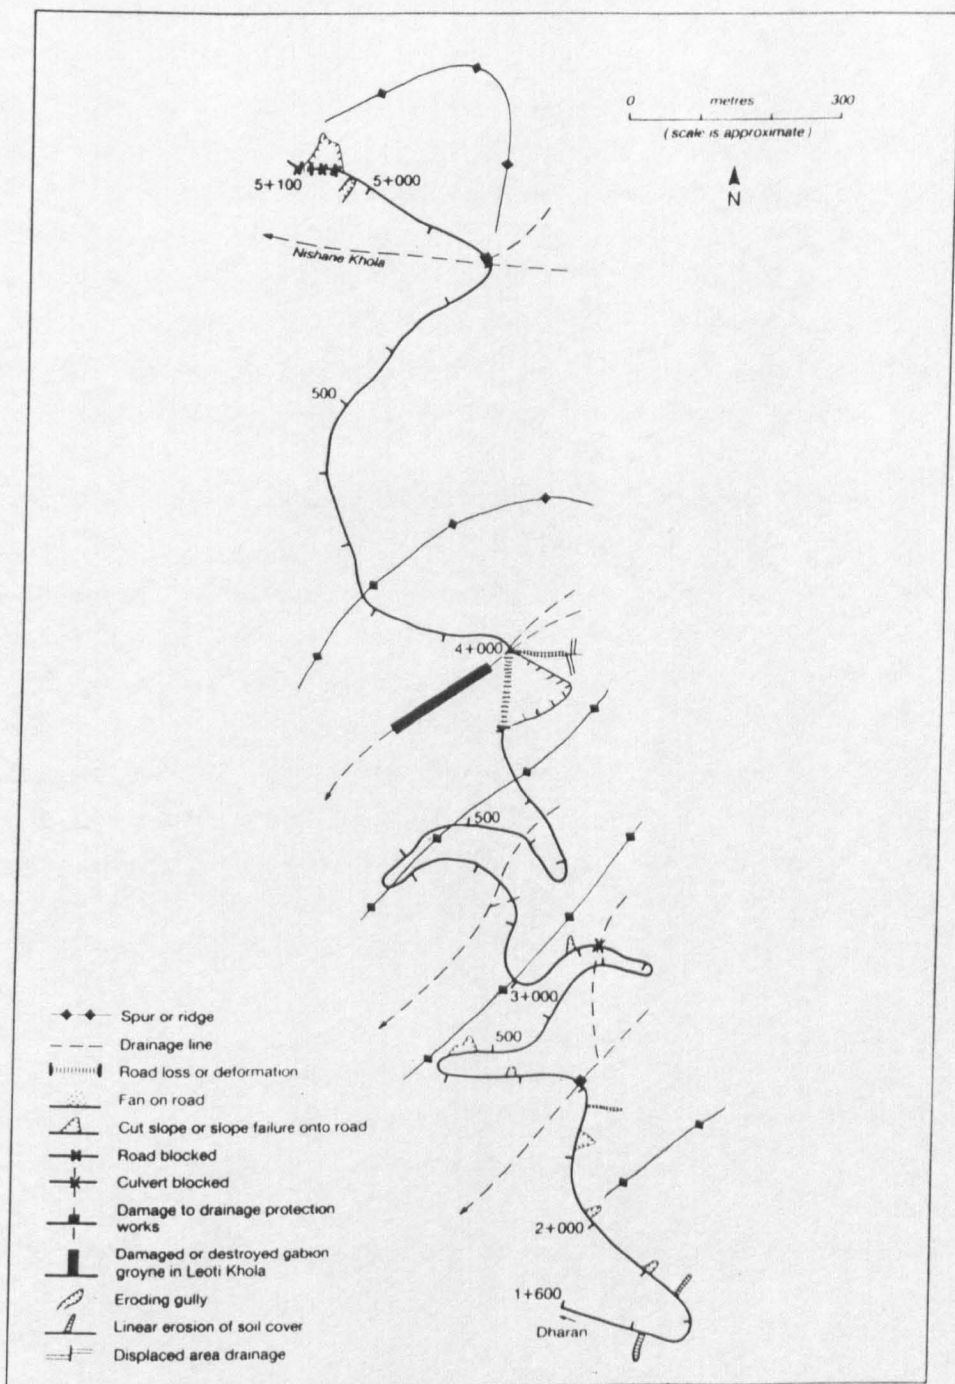 0 metres 300
( scale is approximate )
N
5+100
5+000
Nishane Khola
500
4+000
500
3+000
500
2+000
1+600
Dharan
Spur or ridge
Drainage line
Road loss or deformation
Fan on road
Cut slope or slope failure onto road
Road blocked
Culvert blocked
Damage to drainage protection
works
Damaged or destroyed gabion
groyne in Leoti Khola
Eroding gully
Linear erosion of soil cover
Displaced area drainage